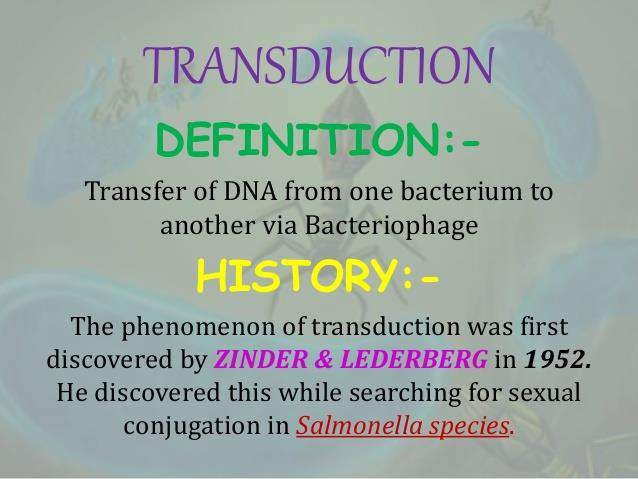 TRANSDUCTION
DEFINITION:-
Transfer of DNA from one bacterium to
another via Bacteriophage
HISTORY:-
The phenomenon of transduction was first
discovered by ZINDER & LEDERBERG in 1952.
He discovered this while searching for sexual
conjugation in Salmonella species.